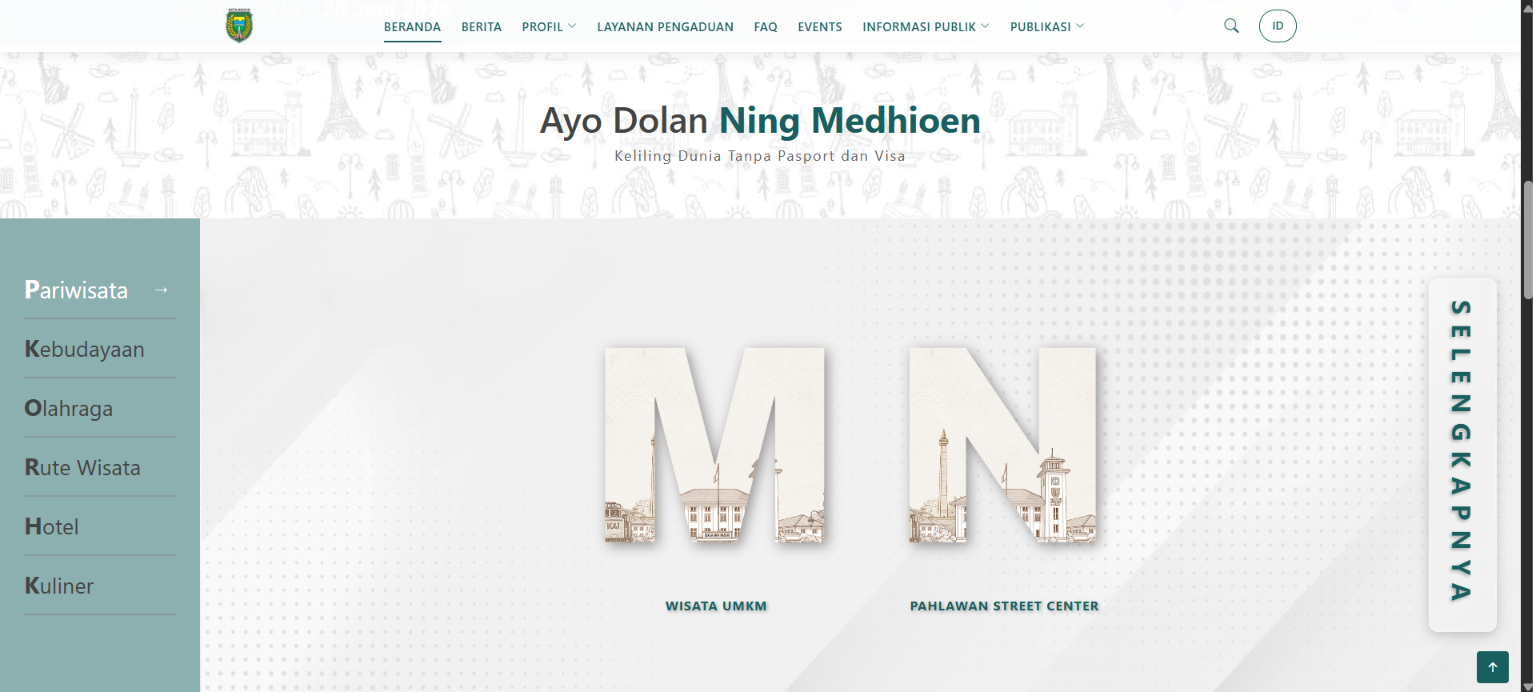 BERANDA BERITA PROFIL LAYANAN PENGADUAN FAQ EVENTS INFORMASI PUBLIK PUBLIKASI ID
Ayo Dolan Ning Medhioen
Keliling Dunia Tanpa Pasport dan Visa
Pariwisata →
Kebudayaan
Olahraga
Rute Wisata
Hotel
Kuliner
M N
KAI
WISATA UMKM
PAHLAWAN STREET CENTER
SELENGKAPNYA